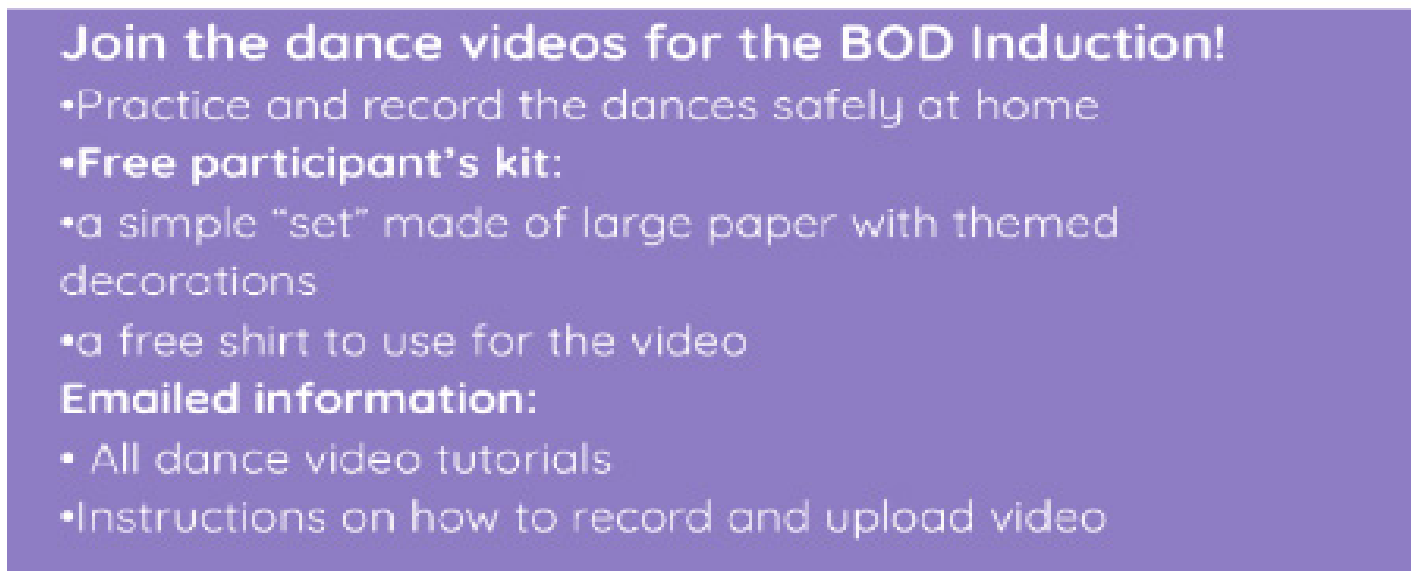 Join the dance videos for the BOD Induction!
•Practice and record the dances safely at home
•Free participant's kit:
•a simple “set” made of large paper with themed
decorations
•a free shirt to use for the video
Emailed information:
• All dance video tutorials
•Instructions on how to record and upload video